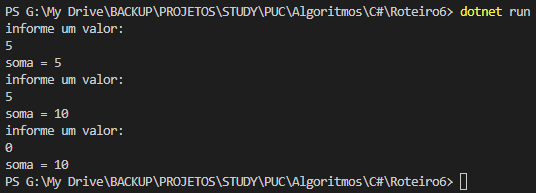 PS G:\My Drive\BACKUP\PROJETOS\STUDY\PUC\Algoritmos\C#\Roteiro6> dotnet run
informe um valor:
5
soma = 5
informe um valor:
5
soma = 10
informe um valor:
0
soma = 10
PS G:\My Drive\BACKUP\PROJETOS\STUDY\PUC\Algoritmos\C#\Roteiro6>